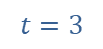 t = 3